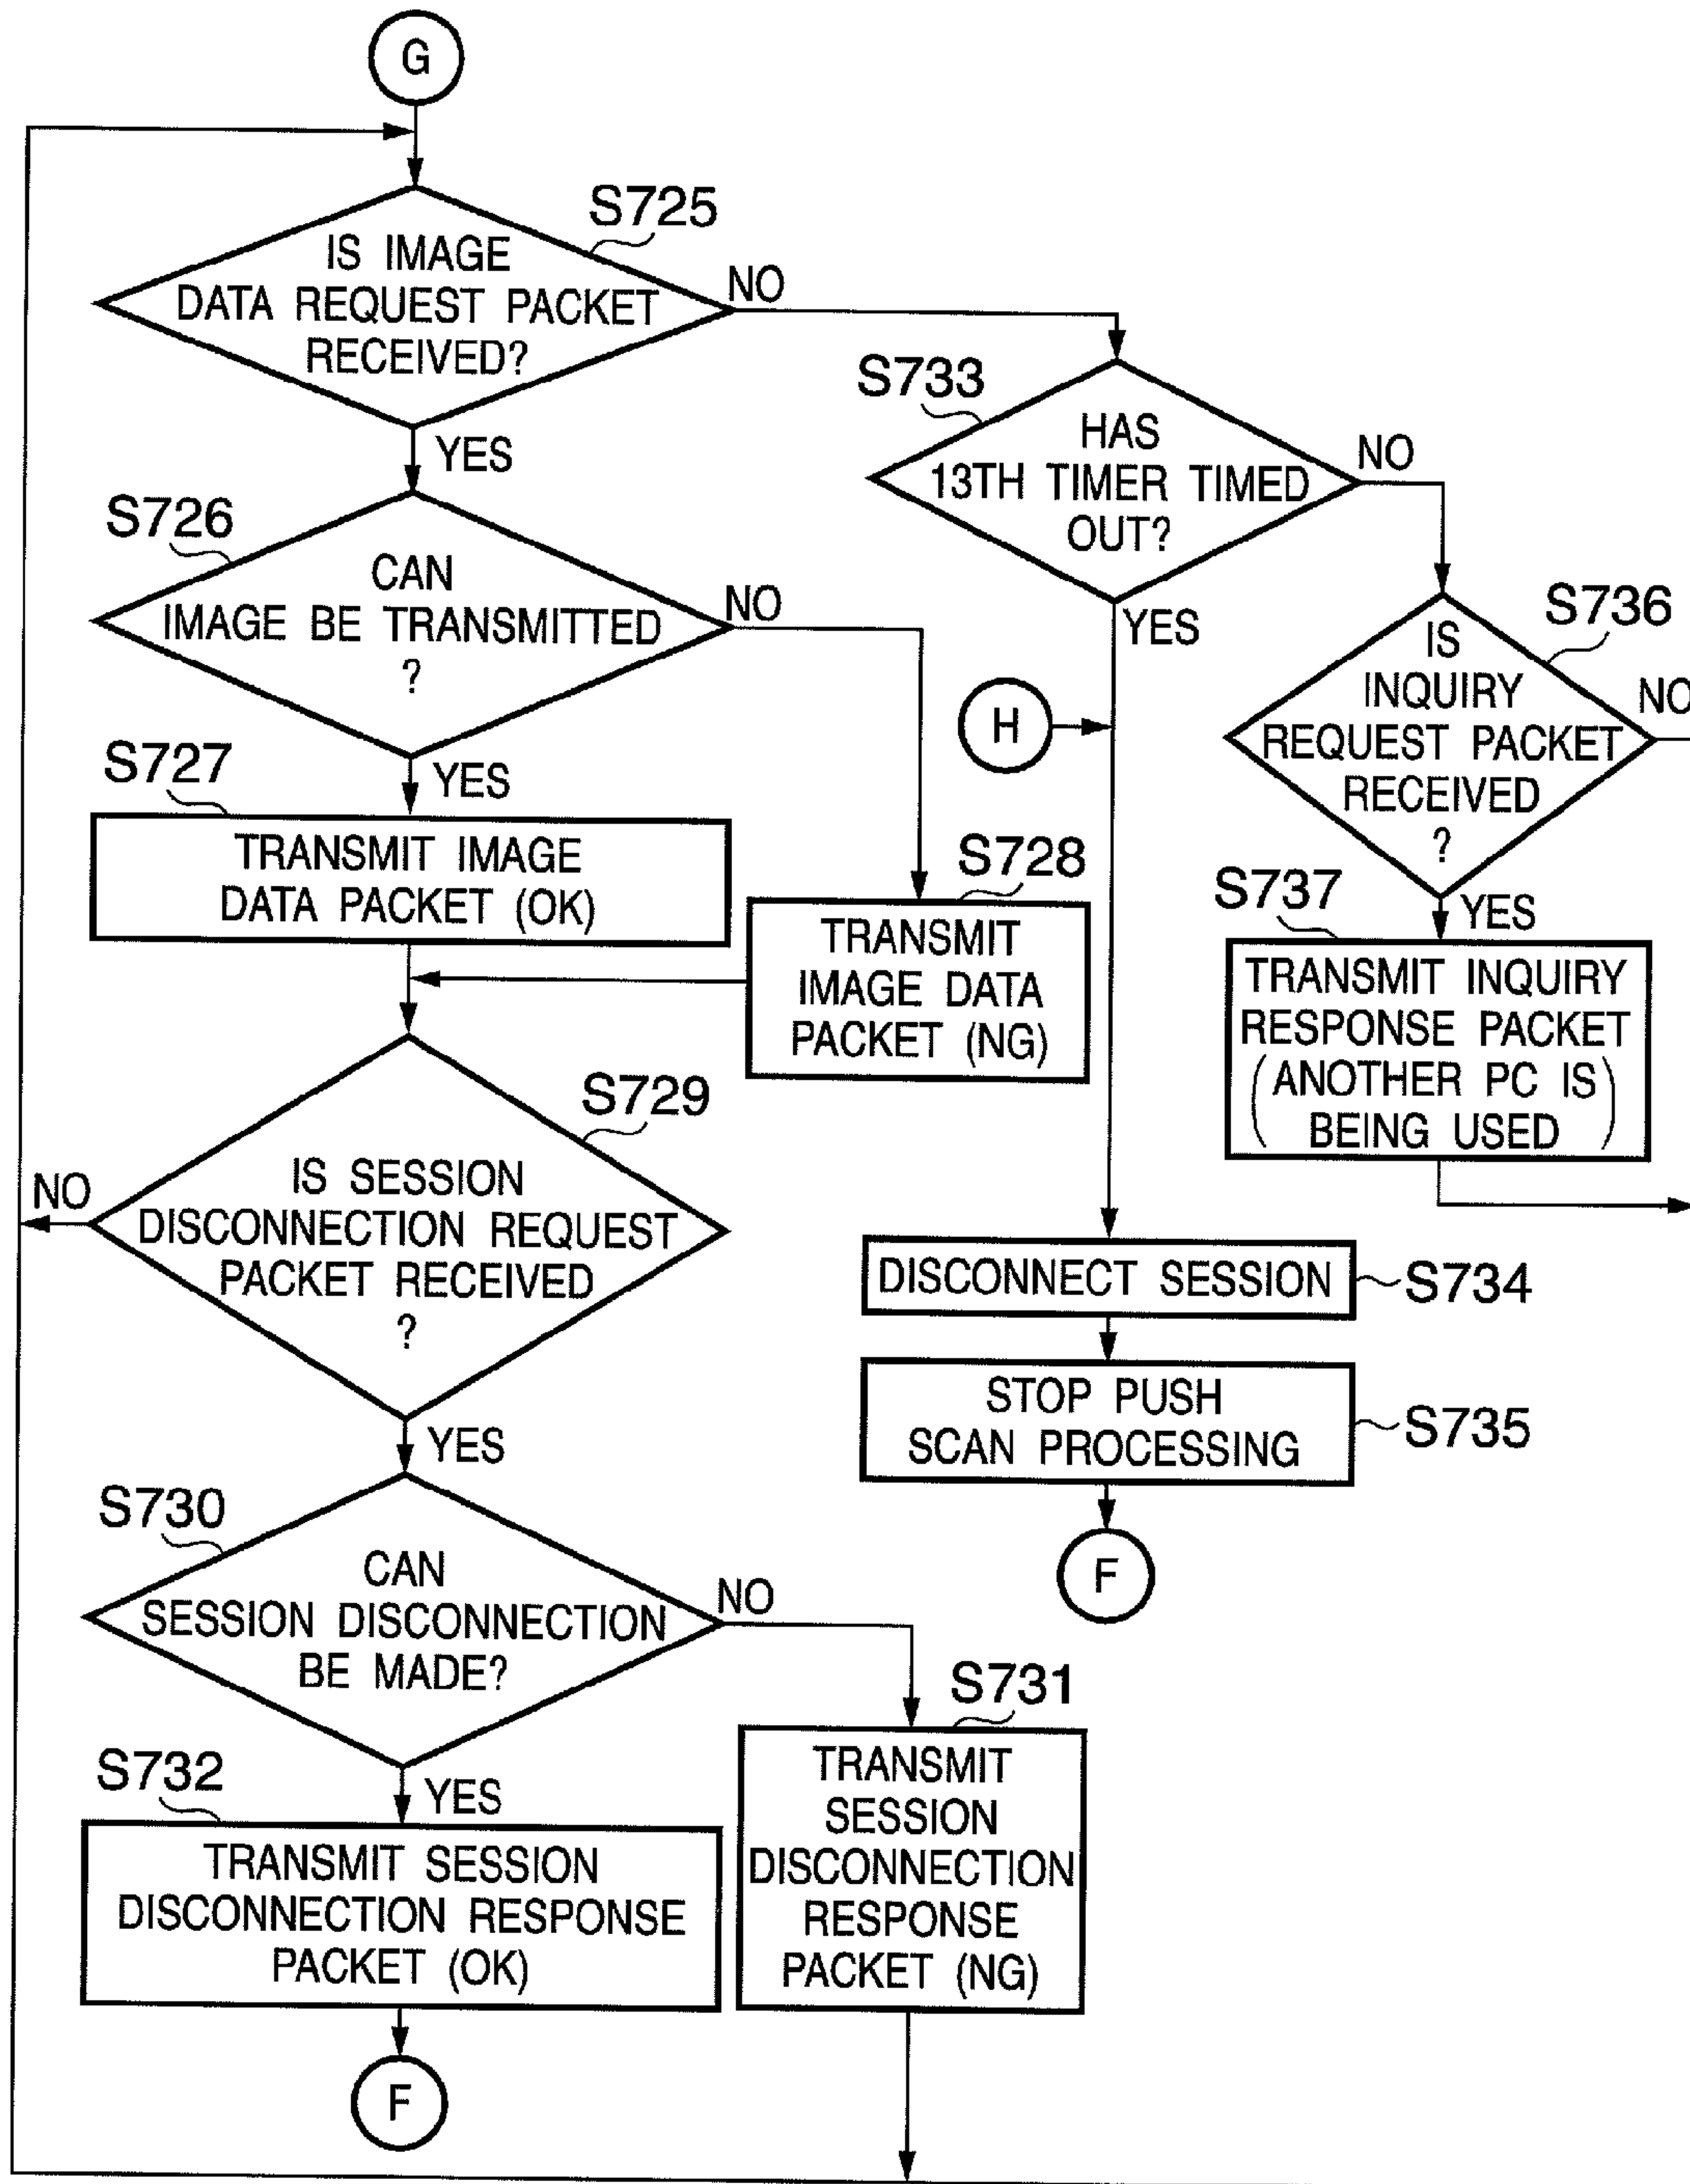 G
S725
IS IMAGE
DATA REQUEST PACKET
RECEIVED?
NO
YES
S733
HAS
13TH TIMER TIMED
OUT?
NO
YES
S726
CAN
IMAGE BE TRANSMITTED
?
NO
YES
S736
IS
INQUIRY
REQUEST PACKET
RECEIVED
?
NO
YES
H
S727
TRANSMIT IMAGE
DATA PACKET (OK)
S728
TRANSMIT
IMAGE DATA
PACKET (NG)
S737
TRANSMIT INQUIRY
RESPONSE PACKET
(ANOTHER PC IS
BEING USED)
S729
IS SESSION
DISCONNECTION REQUEST
PACKET RECEIVED
?
NO
YES
DISCONNECT SESSION
S734
STOP PUSH
SCAN PROCESSING
S735
F
S730
CAN
SESSION DISCONNECTION
BE MADE?
NO
YES
S731
TRANSMIT
SESSION
DISCONNECTION
RESPONSE
PACKET (NG)
S732
TRANSMIT SESSION
DISCONNECTION RESPONSE
PACKET (OK)
F